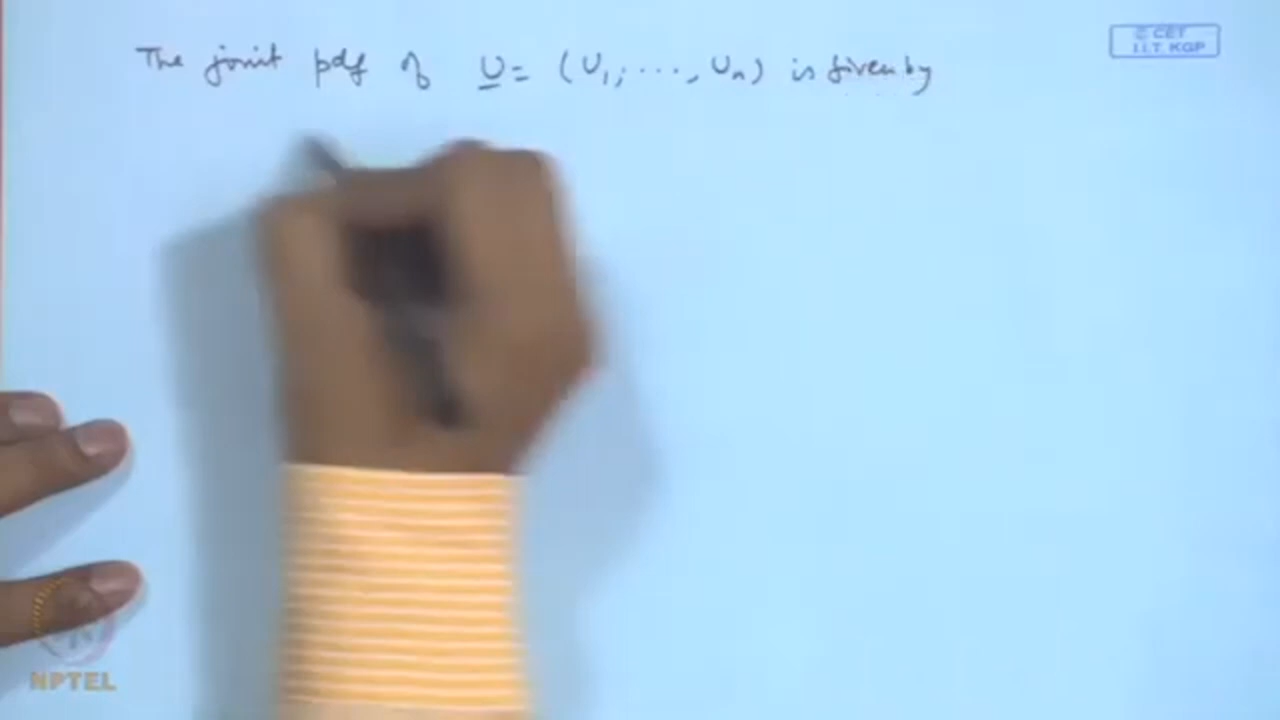 The joint pdf of U = (U₁, ..., Uₙ) is given by
© CET
I.I.T. KGP
NPTEL